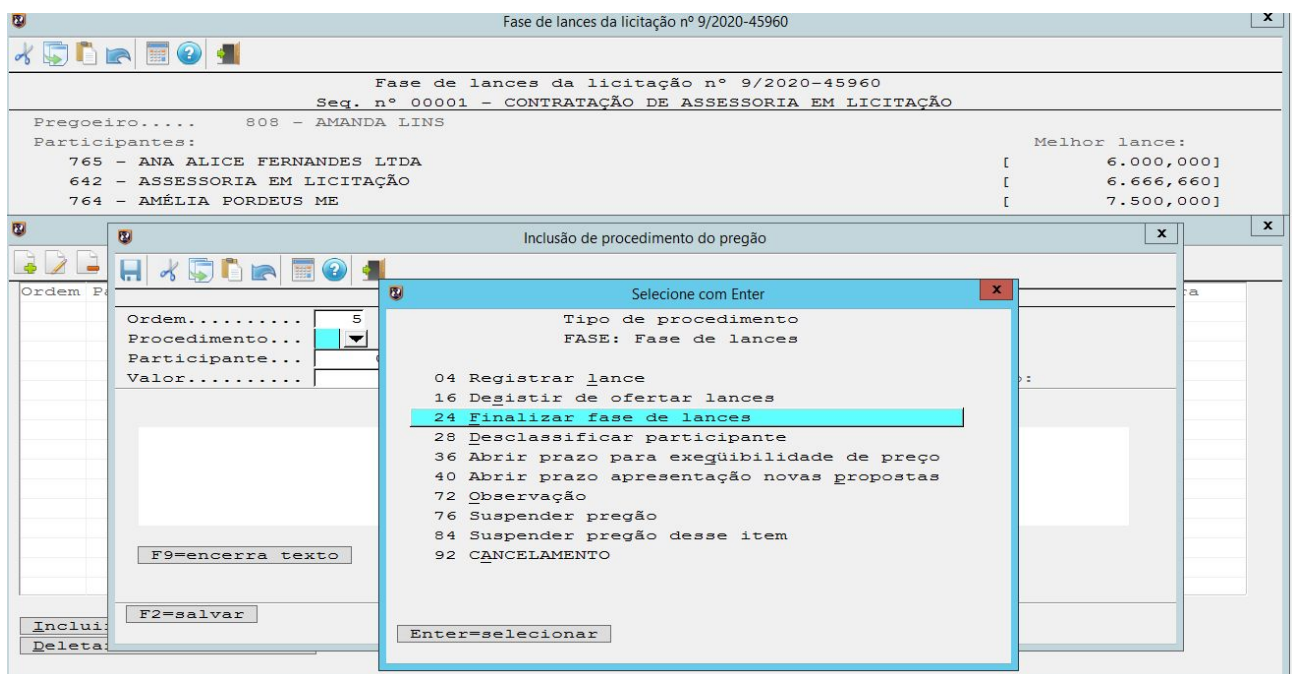 Fase de lances da licitação nº 9/2020-45960
x
Fase de lances da licitação nº 9/2020-45960
Seq. nº 00001 - CONTRATAÇÃO DE ASSESSORIA EM LICITAÇÃO
Pregoeiro..... 808 - AMANDA LINS
Participantes: Melhor lance:
765 - ANA ALICE FERNANDES LTDA [ 6.000,000]
642 - ASSESSORIA EM LICITAÇÃO [ 6.666,660]
764 - AMÉLIA PORDEUS ME [ 7.500,000]
x
Inclusão de procedimento do pregão x
Ordem
Ordem.......... 5
Procedimento...
Participante...
Valor..........
F9=encerra texto
F2=salvar
Selecione com Enter x
Tipo de procedimento
FASE: Fase de lances
04 Registrar lance
16 Desistir de ofertar lances
24 Finalizar fase de lances
28 Desclassificar participante
36 Abrir prazo para exeqüibilidade de preço
40 Abrir prazo apresentação novas propostas
72 Observação
76 Suspender pregão
84 Suspender pregão desse item
92 CANCELAMENTO
Enter=selecionar